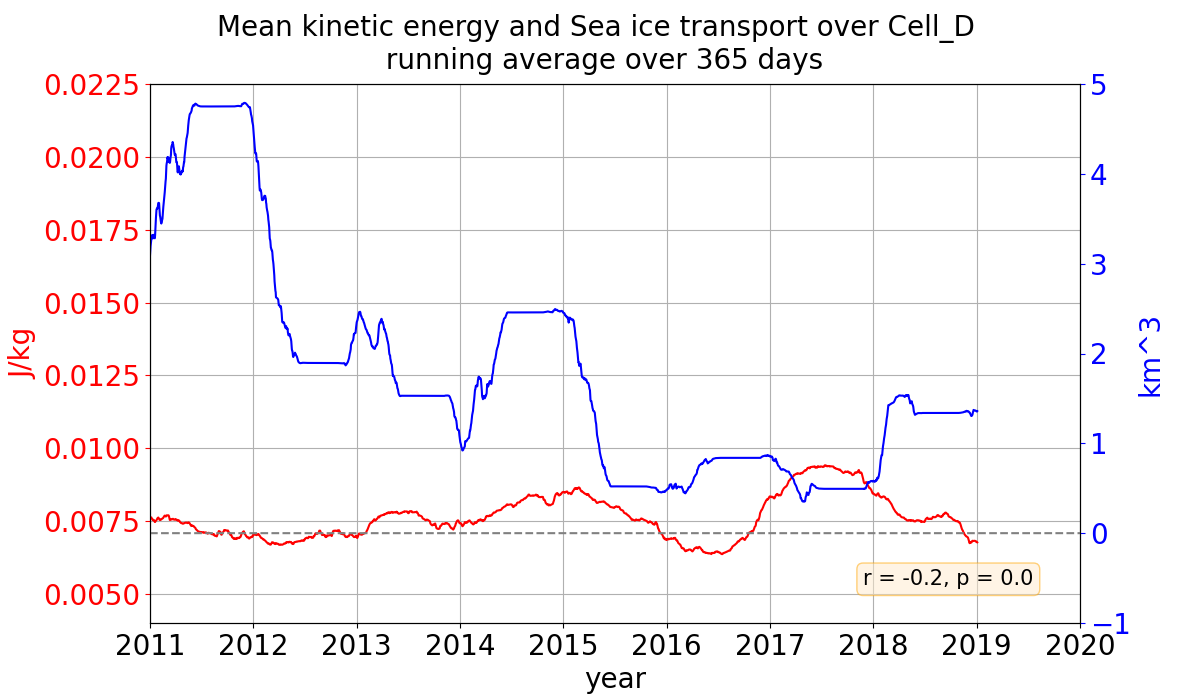 Mean kinetic energy and Sea ice transport over Cell_D
running average over 365 days
0.0225
0.0200
0.0175
0.0150
0.0125
0.0100
0.0075
0.0050
J/kg
5
4
3
2
1
0
−1
km^3
r = -0.2, p = 0.0
2011 2012 2013 2014 2015 2016 2017 2018 2019 2020
year